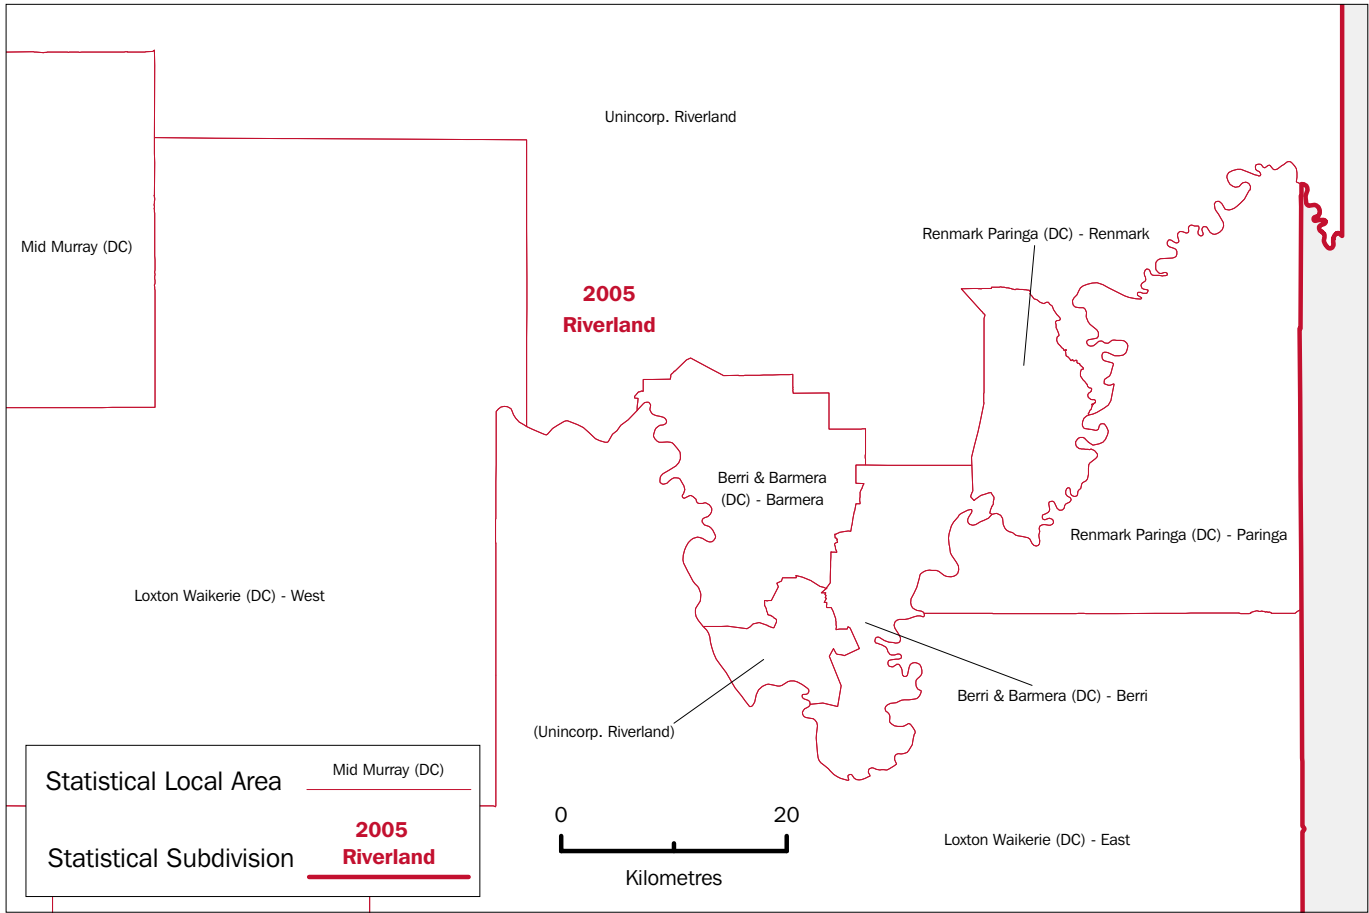 Unincorp. Riverland
Renmark Paringa (DC) - Renmark
Mid Murray (DC)
2005
Riverland
Berri & Barmera
(DC) - Barmera
Renmark Paringa (DC) - Paringa
Loxton Waikerie (DC) - West
Berri & Barmera (DC) - Berri
(Unincorp. Riverland)
Statistical Local Area
Mid Murray (DC)
Statistical Subdivision
2005
Riverland
0 20
Kilometres
Loxton Waikerie (DC) - East